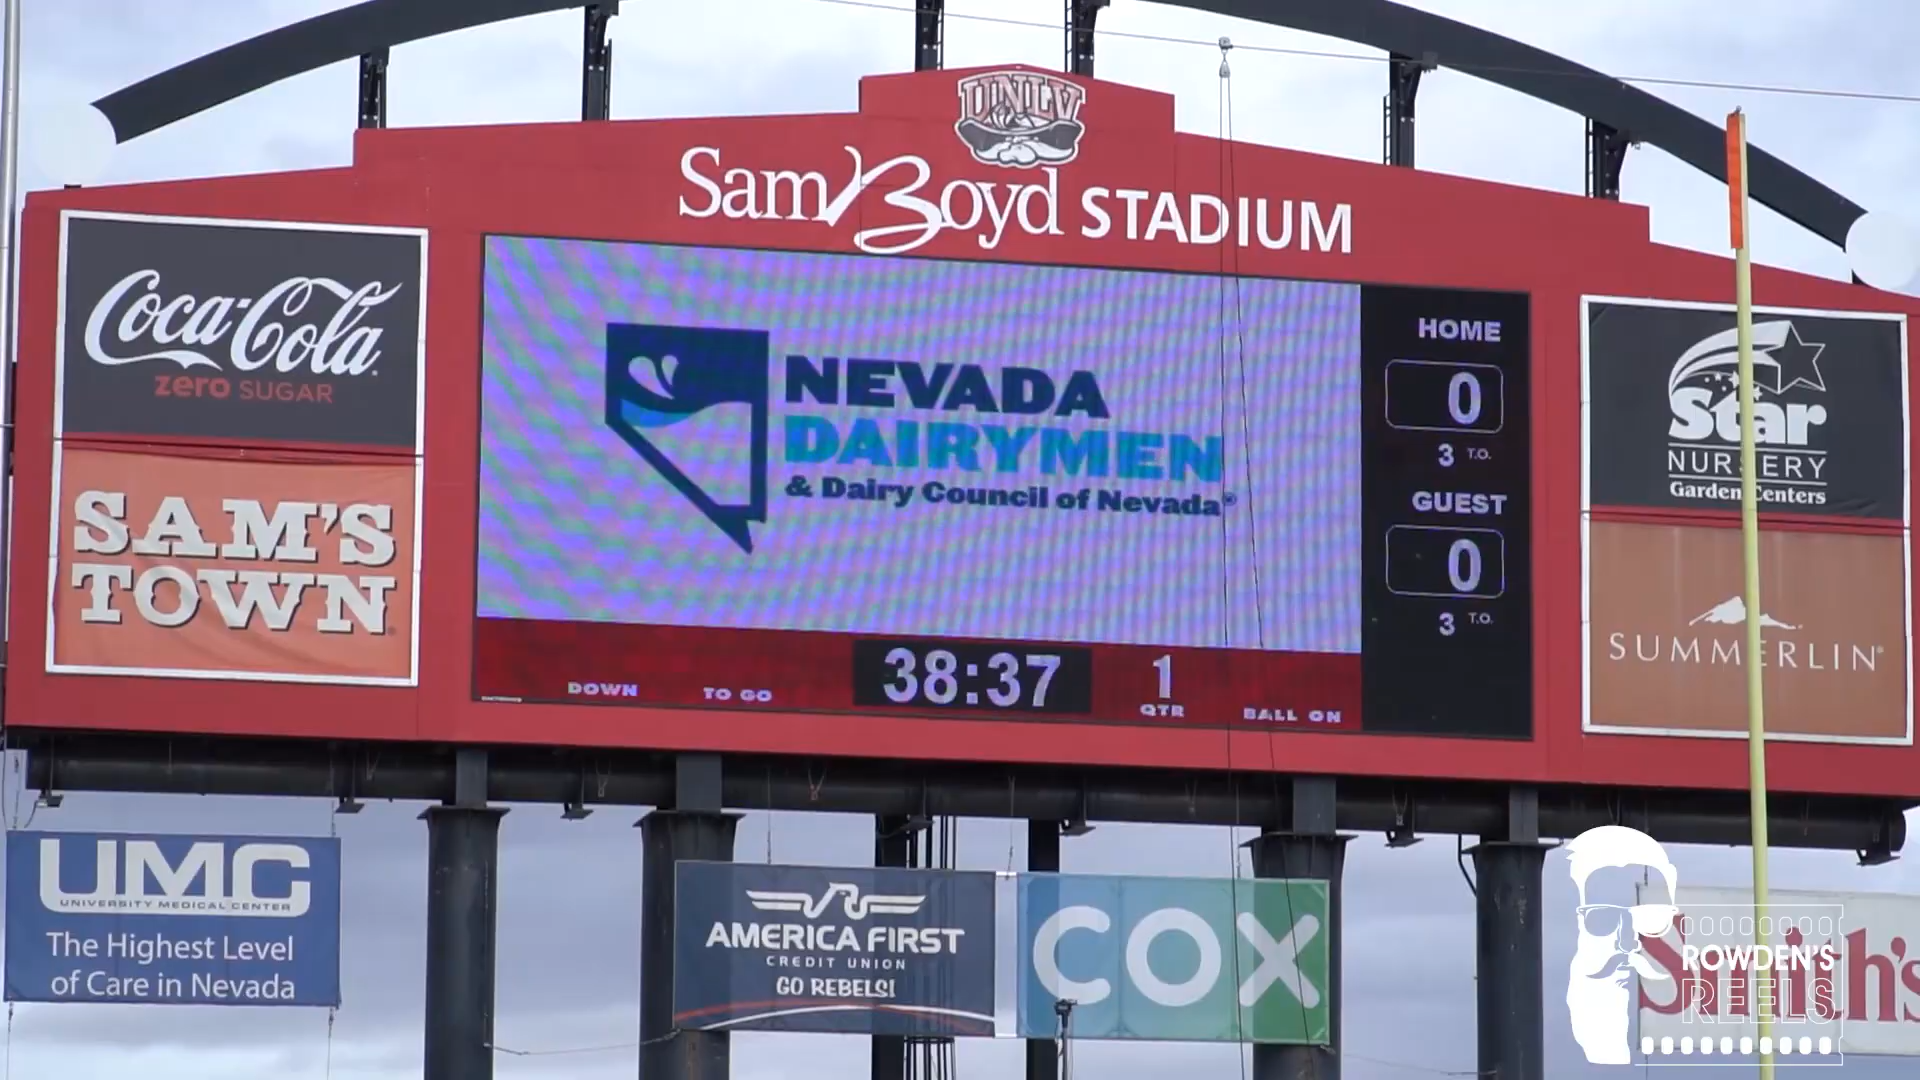 UNLV
Sam Boyd STADIUM
Coca-Cola
zero SUGAR
SAM'S
TOWN
NEVADA
DAIRYMEN
& Dairy Council of Nevada®
HOME
0
3 T.O.
GUEST
0
3 T.O.
DOWN
TO GO
38:37
1
QTR
BALL ON
Star
NURSERY
Garden Centers
SUMMERLIN®
UMC
UNIVERSITY MEDICAL CENTER
The Highest Level
of Care in Nevada
AMERICA FIRST
CREDIT UNION
GO REBELS!
COX
Smith's
ROWDEN'S
REELS